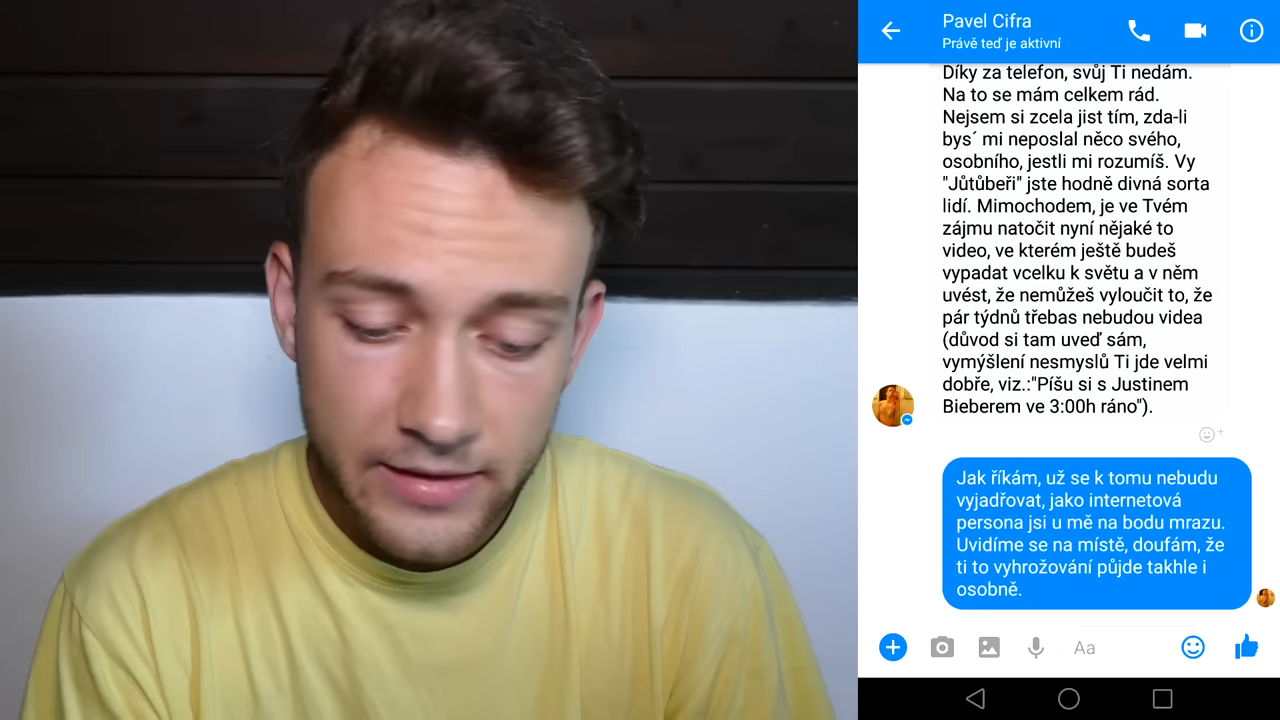 Pavel Cifra
Právě teď je aktivní
Díky za telefon, svůj Ti nedám.
Na to se mám celkem rád.
Nejsem si zcela jist tím, zda-li
bys´ mi neposlal něco svého,
osobního, jestli mi rozumíš. Vy
"Jůtůbeři" jste hodně divná sorta
lidí. Mimochodem, je ve Tvém
zájmu natočit nyní nějaké to
video, ve kterém ještě budeš
vypadat vcelku k světu a v něm
uvést, že nemůžeš vyloučit to, že
pár týdnů třebas nebudou videa
(důvod si tam uveď sám,
vymýšlení nesmyslů Ti jde velmi
dobře, viz.:"Píšu si s Justinem
Bieberem ve 3:00h ráno").
Jak říkám, už se k tomu nebudu
vyjadřovat, jako internetová
persona jsi u mě na bodu mrazu.
Uvidíme se na místě, doufám, že
ti to vyhrožování půjde takhle i
osobně.
Aa